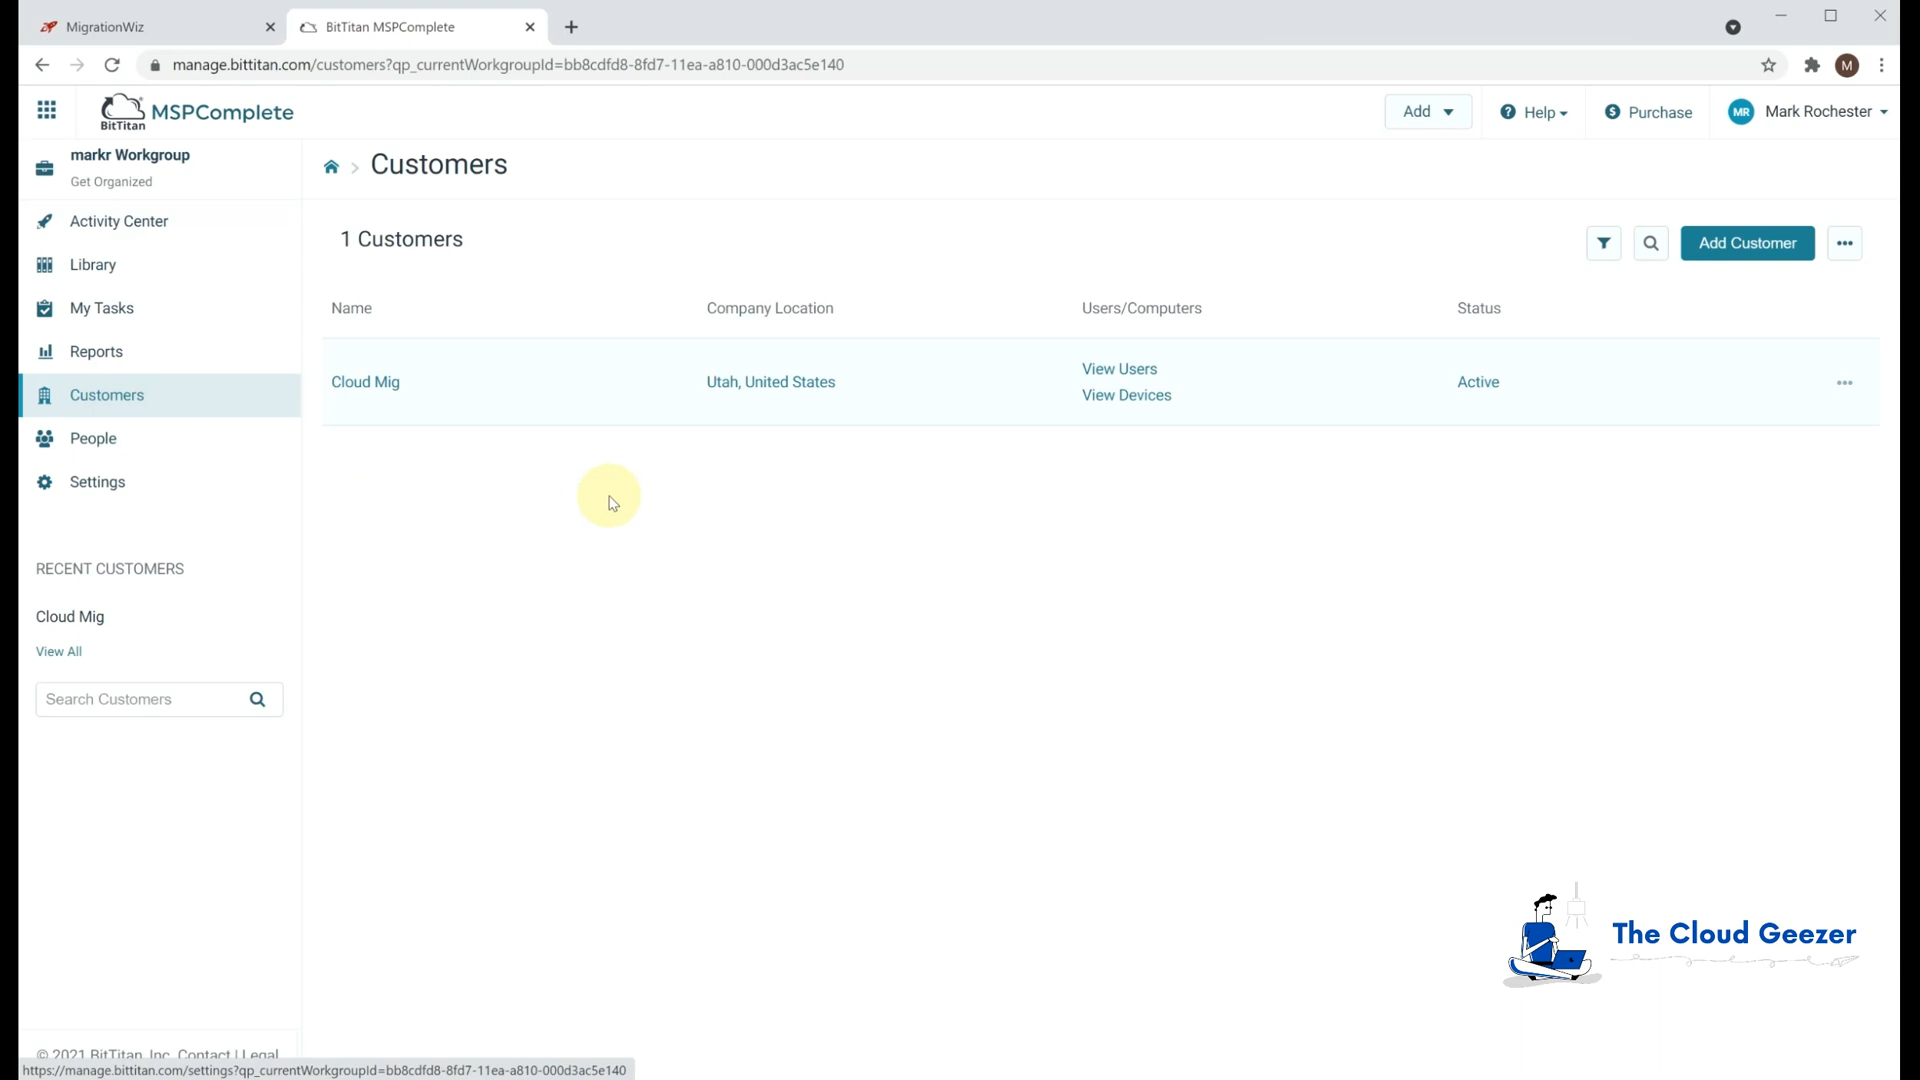 MigrationWiz
BitTitan MSPComplete
manage.bittitan.com/customers?qp_currentWorkgroupId=bb8cdfd8-8fd7-11ea-a810-000d3ac5e140
M
BitTitan
MSPComplete
Add
Help
Purchase
MR
Mark Rochester
markr Workgroup
Get Organized
Activity Center
Library
My Tasks
Reports
Customers
People
Settings
RECENT CUSTOMERS
Cloud Mig
View All
Search Customers
Customers
1 Customers
Add Customer
Name
Company Location
Users/Computers
Status
Cloud Mig
Utah, United States
View Users
View Devices
Active
The Cloud Geezer
© 2021 BitTitan, Inc. Contact | Legal
https://manage.bittitan.com/settings?qp_currentWorkgroupId=bb8cdfd8-8fd7-11ea-a810-000d3ac5e140